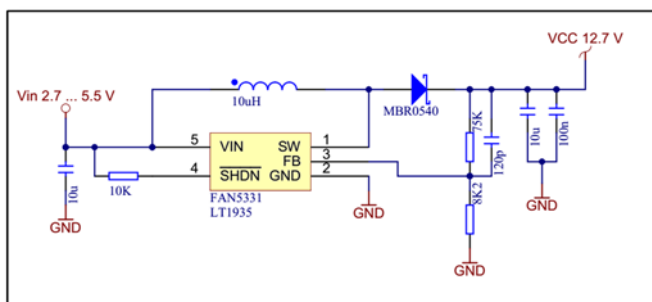 VCC 12.7 V
Vin 2.7 ... 5.5 V
10uH
MBR0540
75K
120p
10u
100n
5 VIN SW 1
FB 3
4 SHDN GND 2
10u
10K
FAN5331
LT1935
8K2
GND
GND
GND
GND